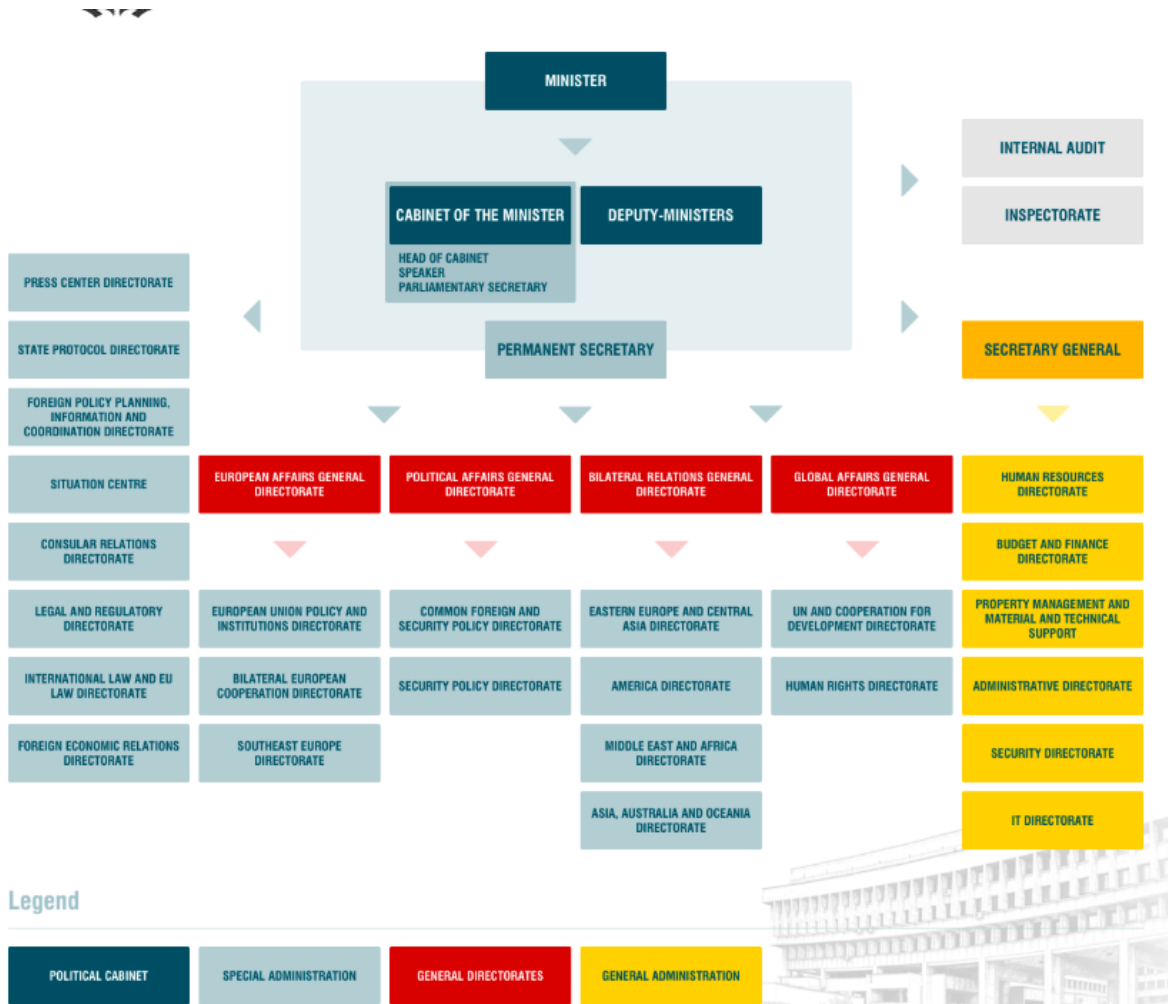 MINISTER
INTERNAL AUDIT
CABINET OF THE MINISTER
DEPUTY-MINISTERS
INSPECTORATE
HEAD OF CABINET
SPEAKER
PARLIAMENTARY SECRETARY
PRESS CENTER DIRECTORATE
STATE PROTOCOL DIRECTORATE
PERMANENT SECRETARY
SECRETARY GENERAL
FOREIGN POLICY PLANNING,
INFORMATION AND
COORDINATION DIRECTORATE
SITUATION CENTRE
EUROPEAN AFFAIRS GENERAL
DIRECTORATE
POLITICAL AFFAIRS GENERAL
DIRECTORATE
BILATERAL RELATIONS GENERAL
DIRECTORATE
GLOBAL AFFAIRS GENERAL
DIRECTORATE
HUMAN RESOURCES
DIRECTORATE
CONSULAR RELATIONS
DIRECTORATE
BUDGET AND FINANCE
DIRECTORATE
LEGAL AND REGULATORY
DIRECTORATE
EUROPEAN UNION POLICY AND
INSTITUTIONS DIRECTORATE
COMMON FOREIGN AND
SECURITY POLICY DIRECTORATE
EASTERN EUROPE AND CENTRAL
ASIA DIRECTORATE
UN AND COOPERATION FOR
DEVELOPMENT DIRECTORATE
PROPERTY MANAGEMENT AND
MATERIAL AND TECHNICAL
SUPPORT
INTERNATIONAL LAW AND EU
LAW DIRECTORATE
BILATERAL EUROPEAN
COOPERATION DIRECTORATE
SECURITY POLICY DIRECTORATE
AMERICA DIRECTORATE
HUMAN RIGHTS DIRECTORATE
ADMINISTRATIVE DIRECTORATE
FOREIGN ECONOMIC RELATIONS
DIRECTORATE
SOUTHEAST EUROPE
DIRECTORATE
MIDDLE EAST AND AFRICA
DIRECTORATE
SECURITY DIRECTORATE
ASIA, AUSTRALIA AND OCEANIA
DIRECTORATE
IT DIRECTORATE
Legend
POLITICAL CABINET
SPECIAL ADMINISTRATION
GENERAL DIRECTORATES
GENERAL ADMINISTRATION